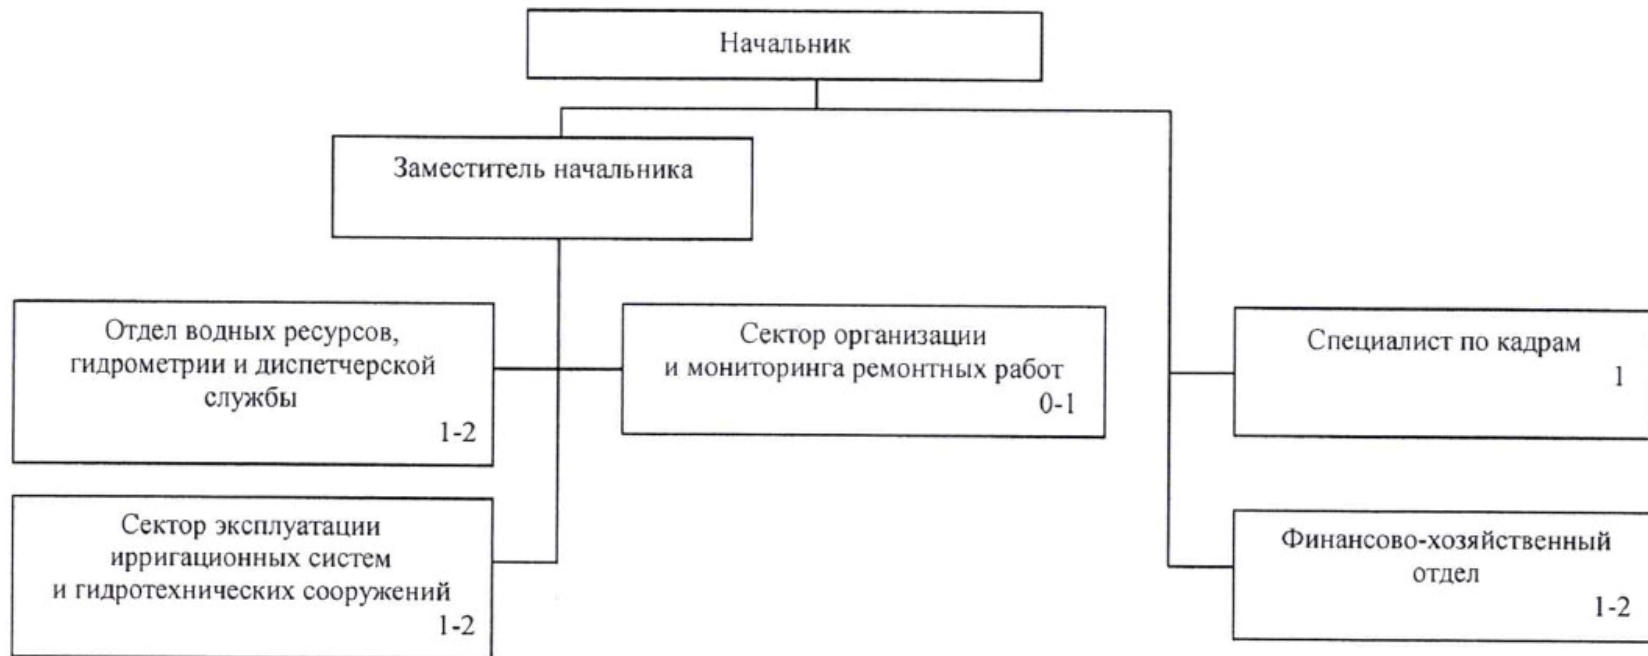 Начальник
Заместитель начальника
Отдел водных ресурсов,
гидрометрии и диспетчерской
службы
1-2
Сектор организации
и мониторинга ремонтных работ
0-1
Специалист по кадрам
1
Сектор эксплуатации
ирригационных систем
и гидротехнических сооружений
1-2
Финансово-хозяйственный
отдел
1-2